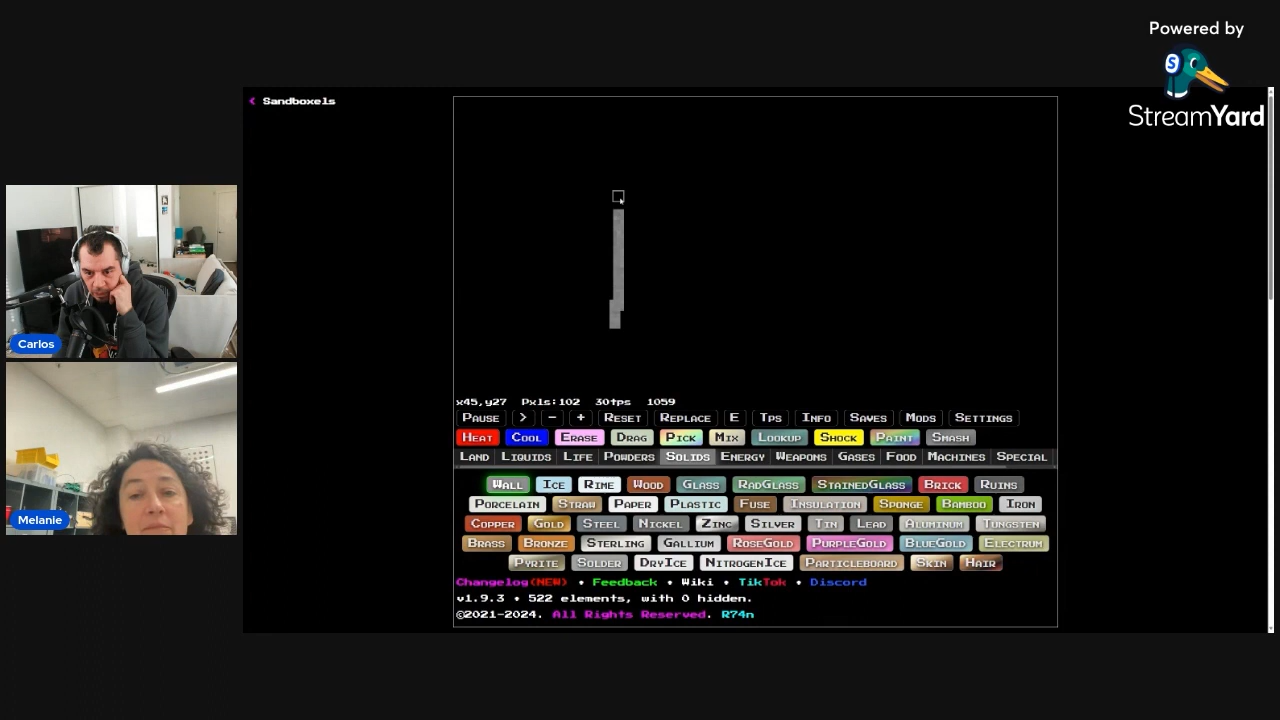 Powered by
S
StreamYard
< Sandboxels
Carlos
Melanie
x45,y27 Pxls:102 30tps 1059
PAUSE > - + RESET REPLACE E TPS INFO SAVES MODS SETTINGS
HEAT COOL ERASE DRAG PICK MIX LOOKUP SHOCK PAINT SMASH
LAND LIQUIDS LIFE POWDERS SOLIDS ENERGY WEAPONS GASES FOOD MACHINES SPECIAL
WALL ICE RIME WOOD GLASS RADGLASS STAINEDGLASS BRICK RUINS
PORCELAIN STRAW PAPER PLASTIC FUSE INSULATION SPONGE BAMBOO IRON
COPPER GOLD STEEL NICKEL ZINC SILVER TIN LEAD ALUMINUM TUNGSTEN
BRASS BRONZE STERLING GALLIUM ROSEGOLD PURPLEGOLD BLUEGOLD ELECTRUM
PYRITE SOLDER DRYICE NITROGENICE PARTICLEBOARD SKIN HAIR
Changelog(NEW) • Feedback • Wiki • TikTok • Discord
v1.9.3 • 522 elements, with 0 hidden.
©2021-2024. All Rights Reserved. R74n